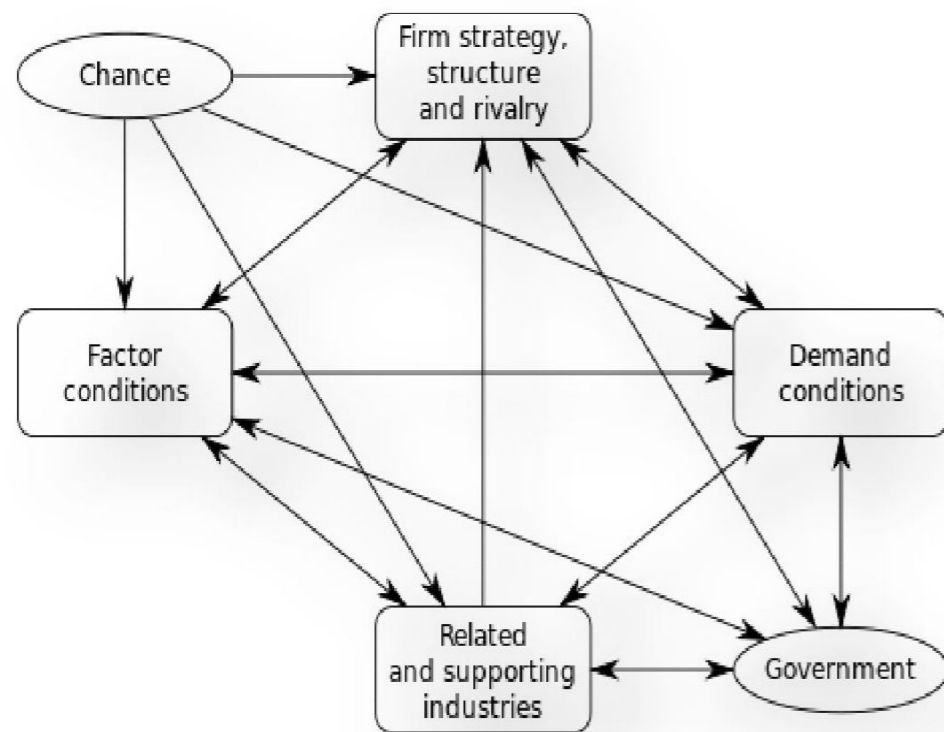 Chance
Firm strategy,
structure
and rivalry
Factor
conditions
Demand
conditions
Related
and supporting
industries
Government